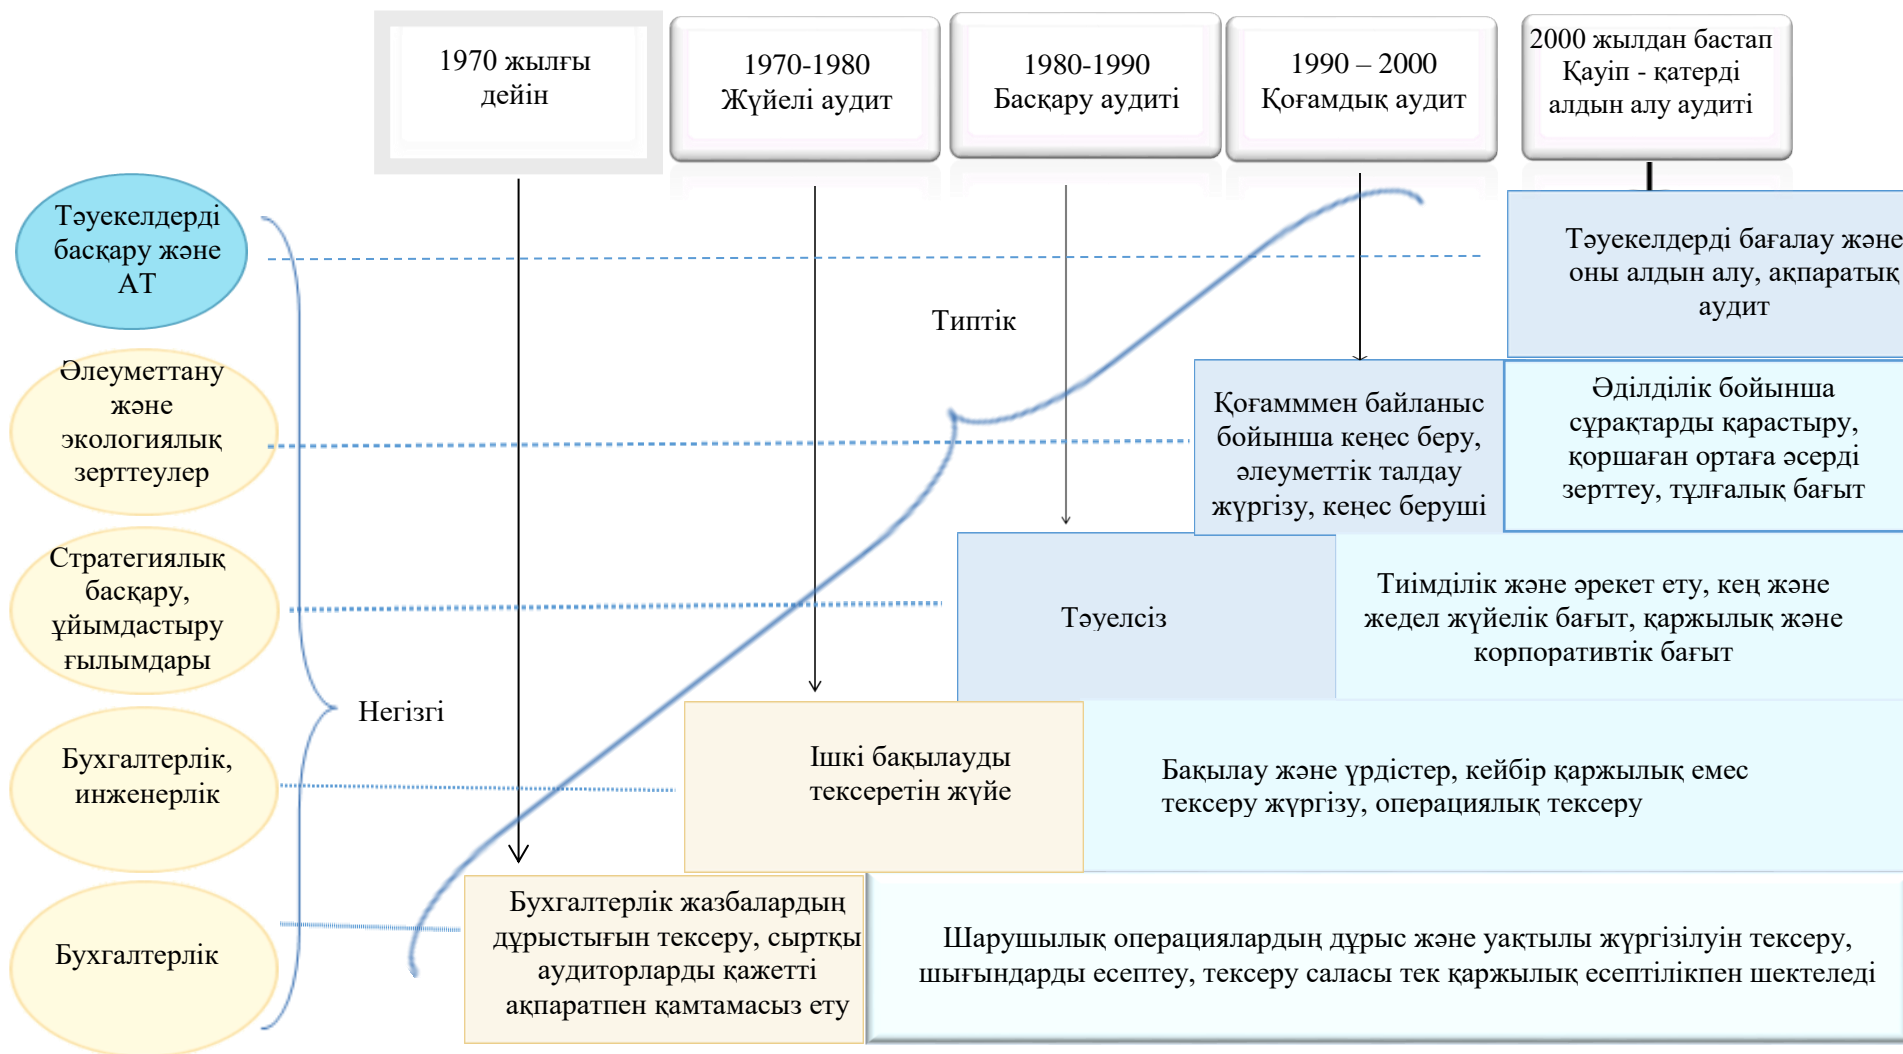 1970 жылғы
дейін
1970-1980
Жүйелі аудит
1980-1990
Басқару аудиті
1990 – 2000
Қоғамдық аудит
2000 жылдан бастап
Қауіп - қатерді
алдын алу аудиті
Тәуекелдерді
басқару және
АТ
Тәуекелдерді бағалау және
оны алдын алу, ақпаратық
аудит
Типтік
Әлеуметтану
және
экологиялық
зерттеулер
Қоғамммен байланыс
бойынша кеңес беру,
әлеуметтік талдау
жүргізу, кеңес беруші
Әділділік бойынша
сұрақтарды қарастыру,
қоршаған ортаға әсерді
зерттеу, тұлғалық бағыт
Стратегиялық
басқару,
ұйымдастыру
ғылымдары
Тәуелсіз
Тиімділік және әрекет ету, кең және
жедел жүйелік бағыт, қаржылық және
корпоративтік бағыт
Негізгі
Бухгалтерлік,
инженерлік
Ішкі бақылауды
тексеретін жүйе
Бақылау және үрдістер, кейбір қаржылық емес
тексеру жүргізу, операциялық тексеру
Бухгалтерлік
Бухгалтерлік жазбалардың
дұрыстығын тексеру, сыртқы
аудиторларды қажетті
ақпаратпен қамтамасыз ету
Шарушылық операциялардың дұрыс және уақтылы жүргізілуін тексеру,
шығындарды есептеу, тексеру саласы тек қаржылық есептілікпен шектеледі